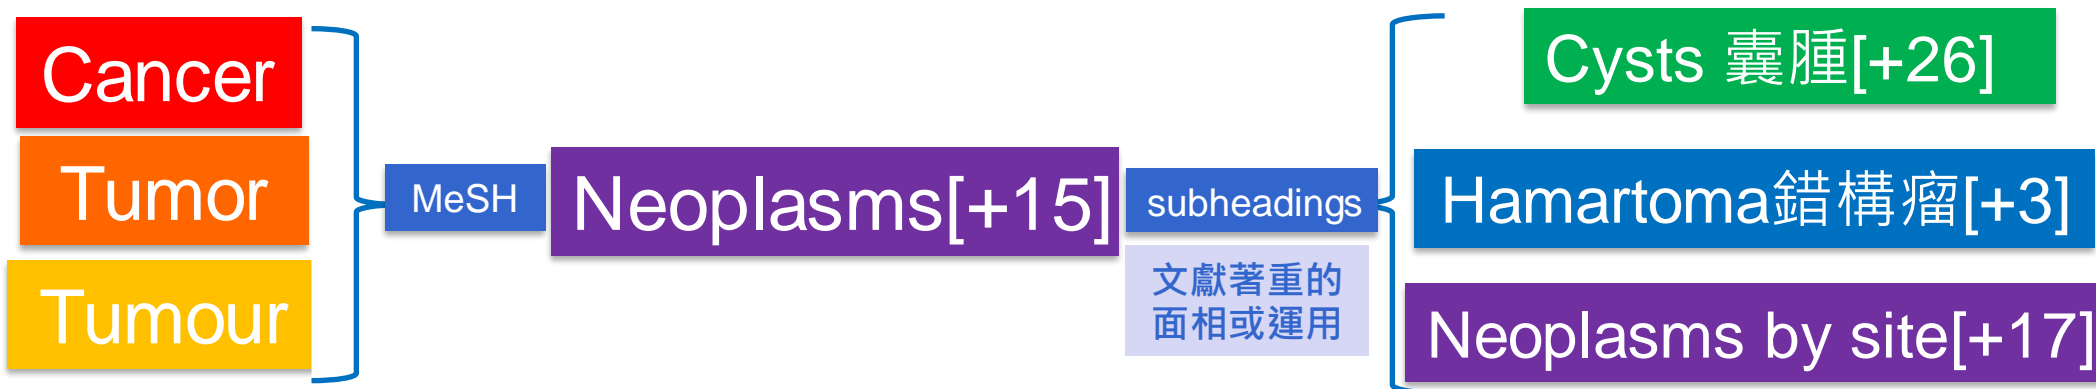 Cancer
Tumor
Tumour
MeSH
Neoplasms[+15]
subheadings
文獻著重的
面相或運用
Cysts 囊腫[+26]
Hamartoma錯構瘤[+3]
Neoplasms by site[+17]